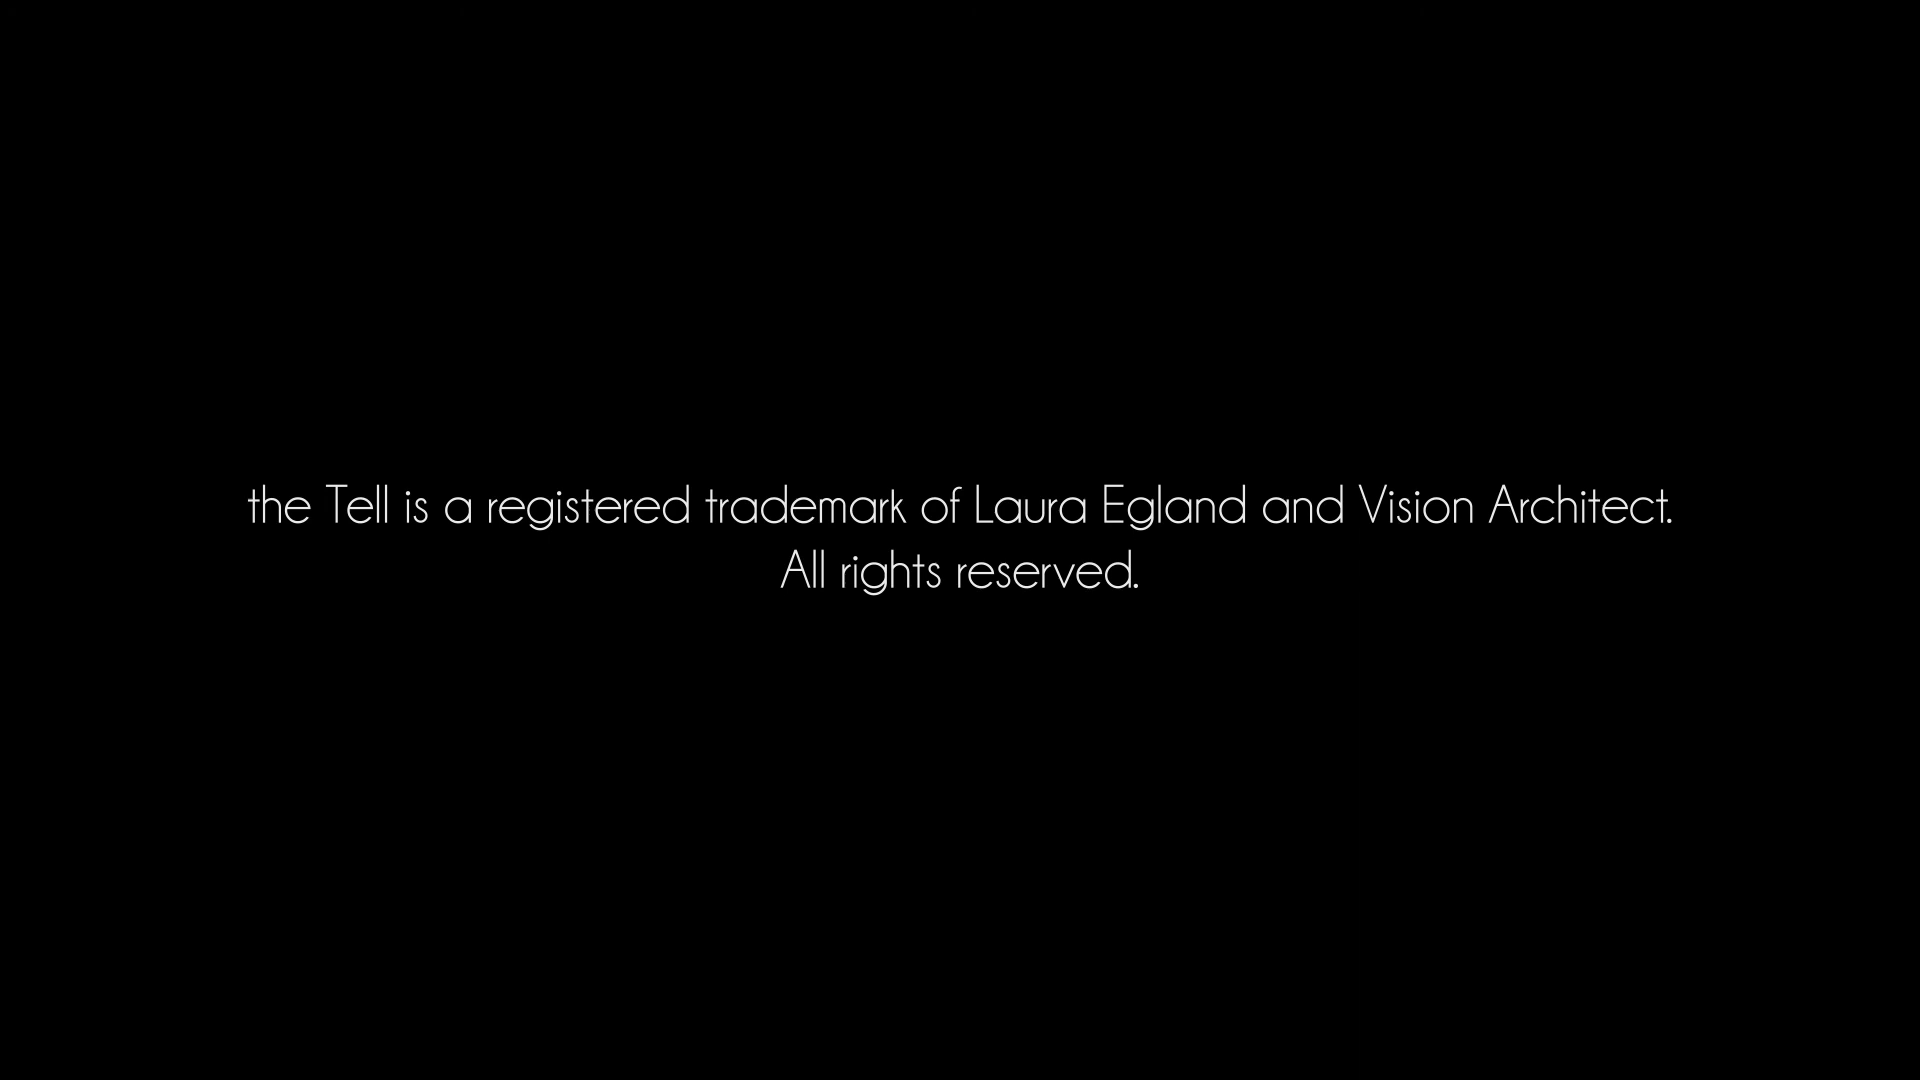 the Tell is a registered trademark of Laura Egland and Vision Architect.
All rights reserved.